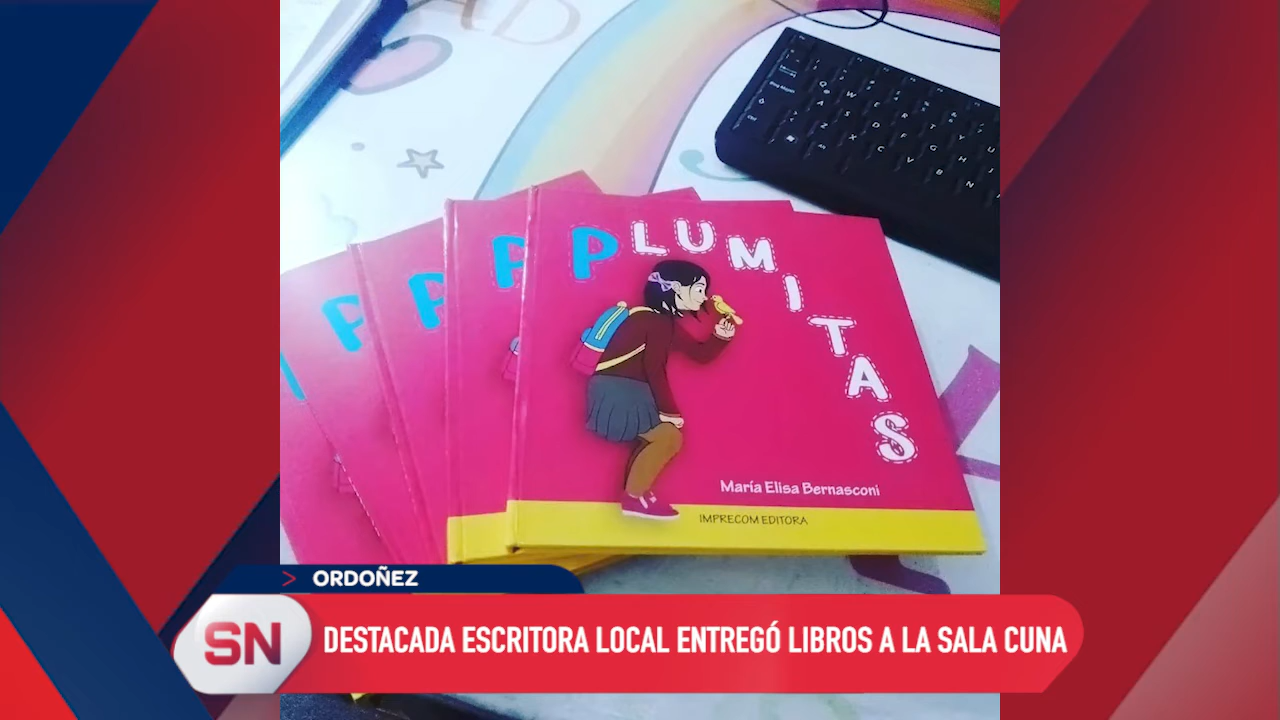 P
P
P
PLUMITAS
María Elisa Bernasconi
IMPRECOM EDITORA
> ORDOÑEZ
SN DESTACADA ESCRITORA LOCAL ENTREGÓ LIBROS A LA SALA CUNA